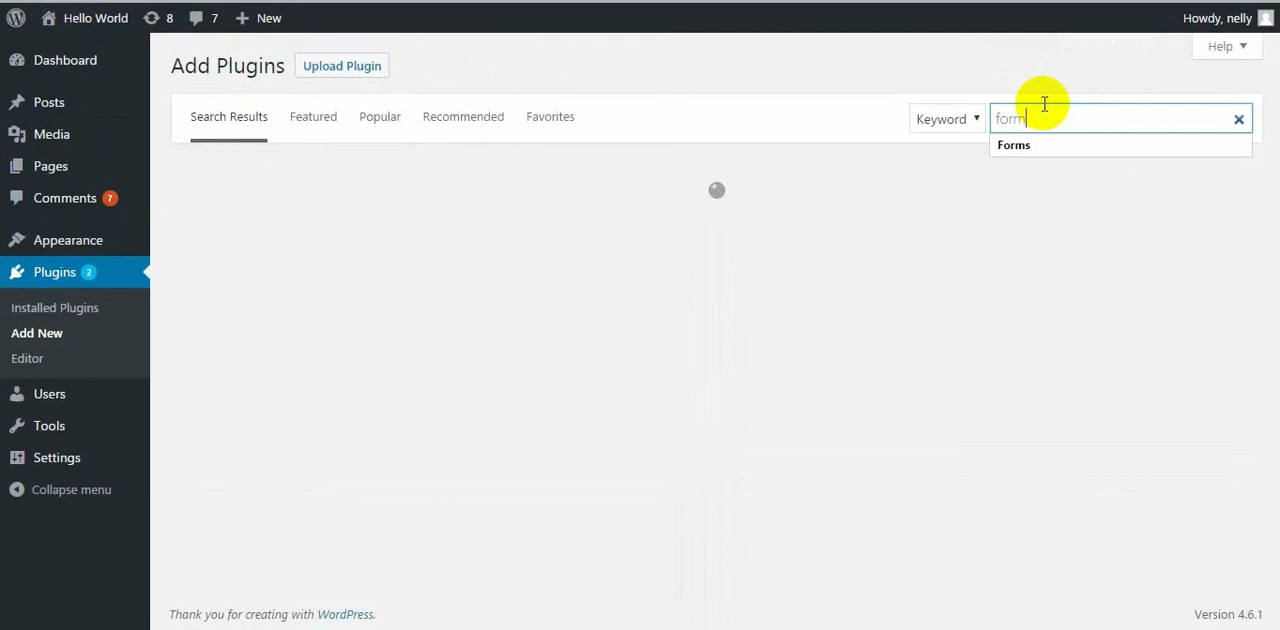 Hello World 8 7 New Howdy, nelly
Help
Dashboard
Posts
Media
Pages
Comments 7
Appearance
Plugins 2
Installed Plugins
Add New
Editor
Users
Tools
Settings
Collapse menu
Add Plugins Upload Plugin
Search Results Featured Popular Recommended Favorites Keyword form
Forms
Thank you for creating with WordPress. Version 4.6.1